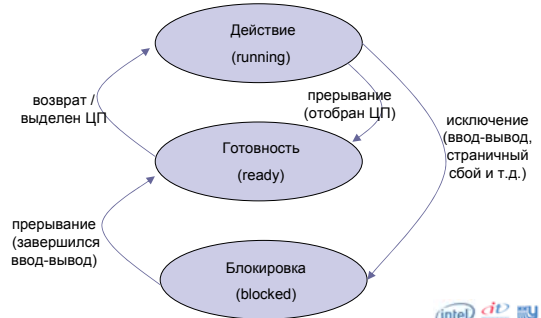 Действие
(running)
возврат /
выделен ЦП
прерывание
(отобран ЦП)
исключение
(ввод-вывод,
страничный
сбой и т.д.)
Готовность
(ready)
прерывание
(завершился
ввод-вывод)
Блокировка
(blocked)
intel